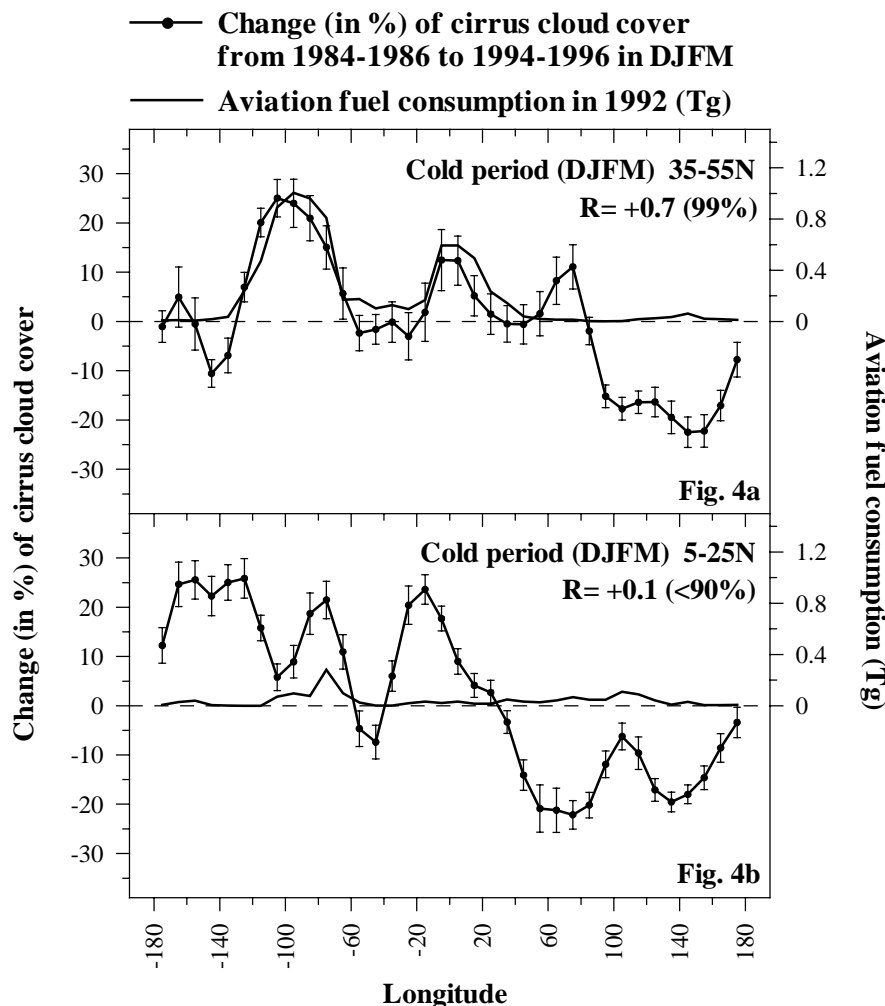 Change (in %) of cirrus cloud cover
from 1984-1986 to 1994-1996 in DJFM
Aviation fuel consumption in 1992 (Tg)
Change (in %) of cirrus cloud cover
30
20
10
0
-10
-20
-30
Cold period (DJFM) 35-55N
R= +0.7 (99%)
Fig. 4a
1.2
0.8
0.4
0
30
20
10
0
-10
-20
-30
Cold period (DJFM) 5-25N
R= +0.1 (<90%)
Fig. 4b
1.2
0.8
0.4
0
Aviation fuel consumption (Tg)
-180
-140
-100
-60
-20
20
60
100
140
180
Longitude